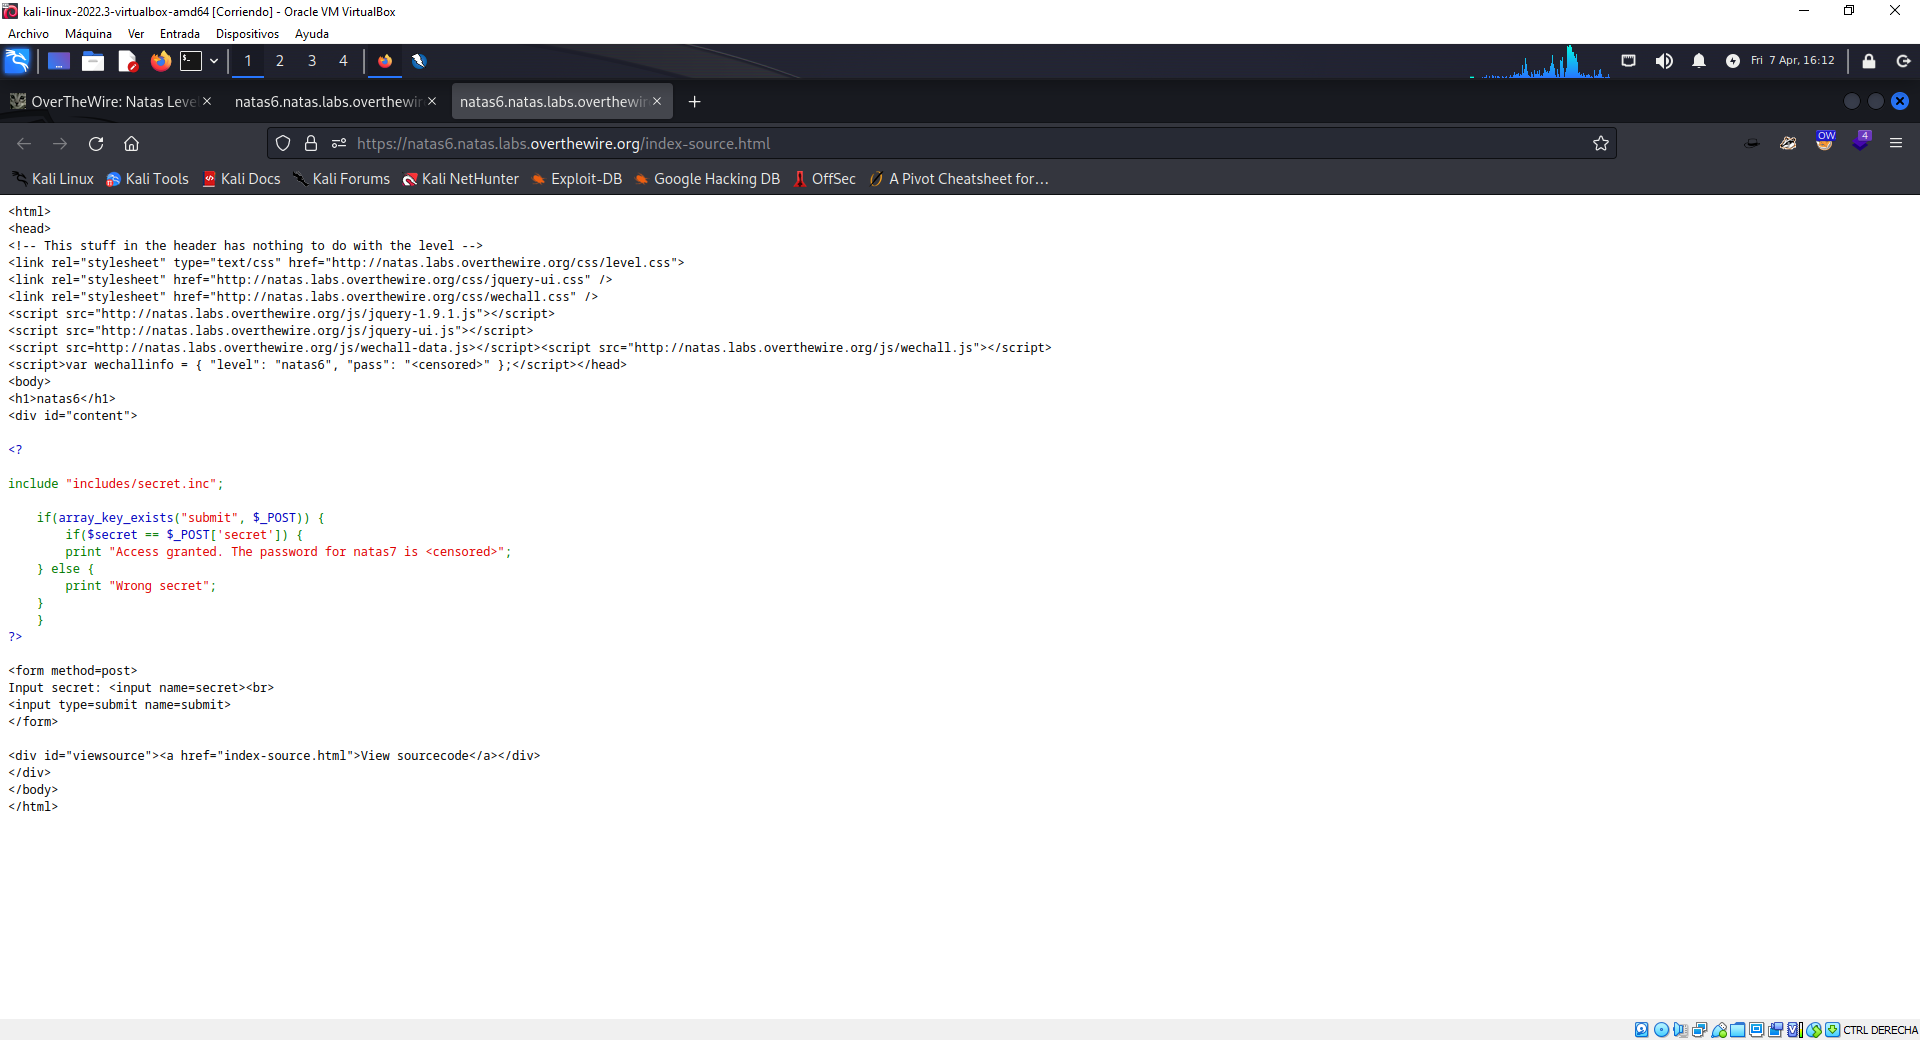 kali-linux-2022.3-virtualbox-amd64 [Corriendo] - Oracle VM VirtualBox
Archivo Máquina Ver Entrada Dispositivos Ayuda
1 2 3 4 Fri 7 Apr, 16:12
OverTheWire: Natas Leve natas6.natas.labs.overthewir natas6.natas.labs.overthewire
https://natas6.natas.labs.overthewire.org/index-source.html OW 4
Kali Linux Kali Tools Kali Docs Kali Forums Kali NetHunter Exploit-DB Google Hacking DB OffSec A Pivot Cheatsheet for...
<html>
<head>
<!-- This stuff in the header has nothing to do with the level -->
<link rel="stylesheet" type="text/css" href="http://natas.labs.overthewire.org/css/level.css">
<link rel="stylesheet" href="http://natas.labs.overthewire.org/css/jquery-ui.css" />
<link rel="stylesheet" href="http://natas.labs.overthewire.org/css/wechall.css" />
<script src="http://natas.labs.overthewire.org/js/jquery-1.9.1.js"></script>
<script src="http://natas.labs.overthewire.org/js/jquery-ui.js"></script>
<script src=http://natas.labs.overthewire.org/js/wechall-data.js></script><script src="http://natas.labs.overthewire.org/js/wechall.js"></script>
<script>var wechallinfo = { "level": "natas6", "pass": "<censored>" };</script></head>
<body>
<h1>natas6</h1>
<div id="content">
<?
include "includes/secret.inc";
if(array_key_exists("submit", $_POST)) {
if($secret == $_POST['secret']) {
print "Access granted. The password for natas7 is <censored>";
} else {
print "Wrong secret";
}
}
?>
<form method=post>
Input secret: <input name=secret><br>
<input type=submit name=submit>
</form>
<div id="viewsource"><a href="index-source.html">View sourcecode</a></div>
</div>
</body>
</html>
CTRL DERECHA